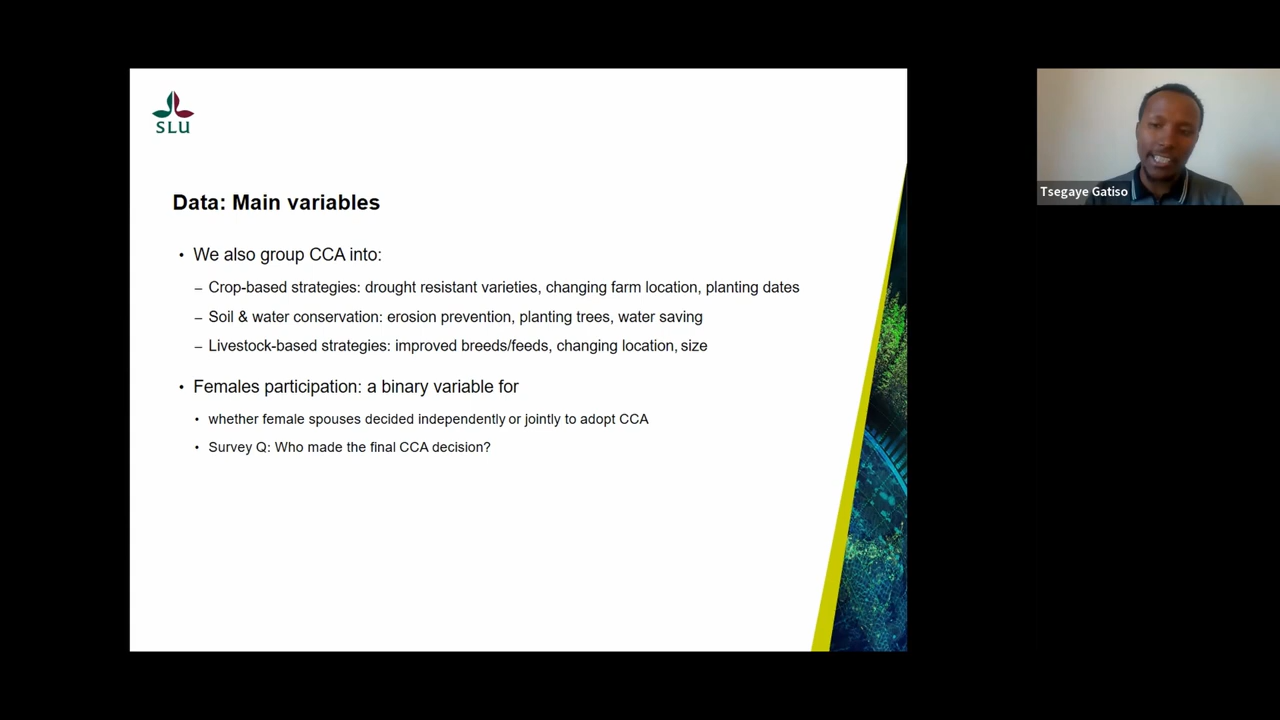 SLU
Data: Main variables
• We also group CCA into:
– Crop-based strategies: drought resistant varieties, changing farm location, planting dates
– Soil & water conservation: erosion prevention, planting trees, water saving
– Livestock-based strategies: improved breeds/feeds, changing location, size
• Females participation: a binary variable for
• whether female spouses decided independently or jointly to adopt CCA
• Survey Q: Who made the final CCA decision?
Tsegaye Gatiso